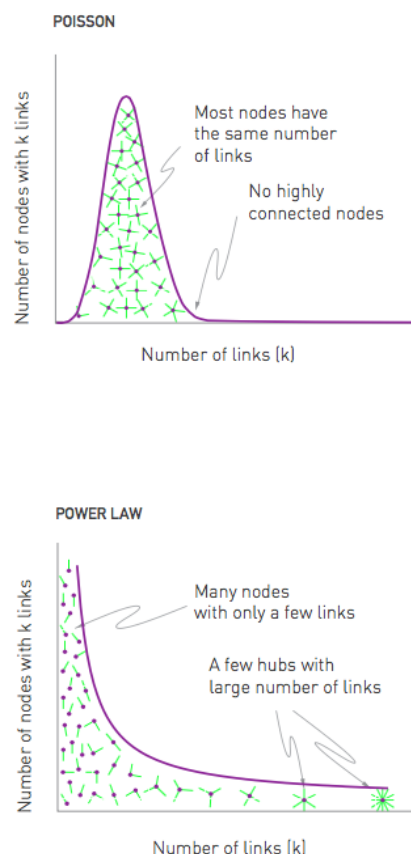 POISSON
Number of nodes with k links
Most nodes have
the same number
of links
No highly
connected nodes
Number of links (k)
POWER LAW
Number of nodes with k links
Many nodes
with only a few links
A few hubs with
large number of links
Number of links (k)